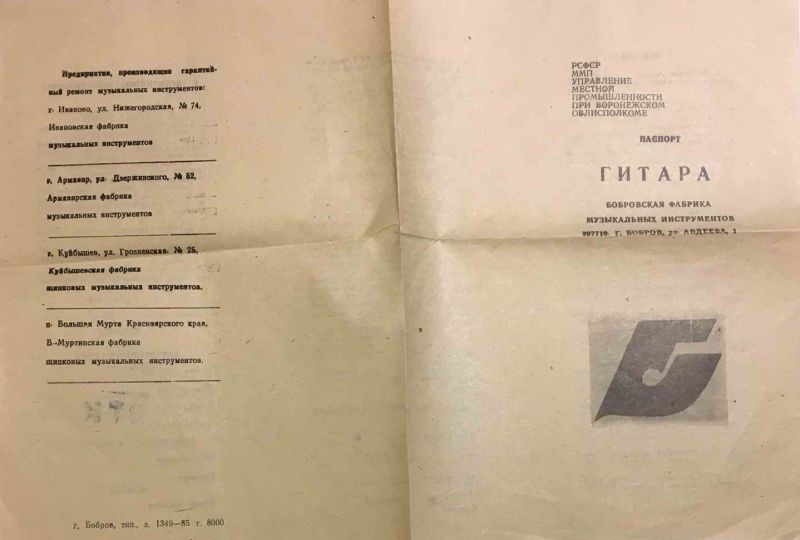 Предприятия, производящие гарантий-
ный ремонт музыкальных инструментов:
г. Иваново, ул. Нижегородская, № 74,
Ивановская фабрика
музыкальных инструментов
г. Армавир, ул. Дзержинского, № 52,
Армавирская фабрика
музыкальных инструментов
г. Куйбышев, ул. Грозненская, № 25,
Куйбышевская фабрика
щипковых музыкальных инструментов.
п. Большая Мурта Красноярского края,
Б.-Муртинская фабрика
щипковых музыкальных инструментов.
г. Бобров, тип., з. 1349—85 т. 8000
РСФСР
ММП
УПРАВЛЕНИЕ
МЕСТНОЙ
ПРОМЫШЛЕННОСТИ
ПРИ ВОРОНЕЖСКОМ
ОБЛИСПОЛКОМЕ
ПАСПОРТ
ГИТАРА
БОБРОВСКАЯ ФАБРИКА
МУЗЫКАЛЬНЫХ ИНСТРУМЕНТОВ
397710 Г. БОБРОВ, ул АВДЕЕВА, 1